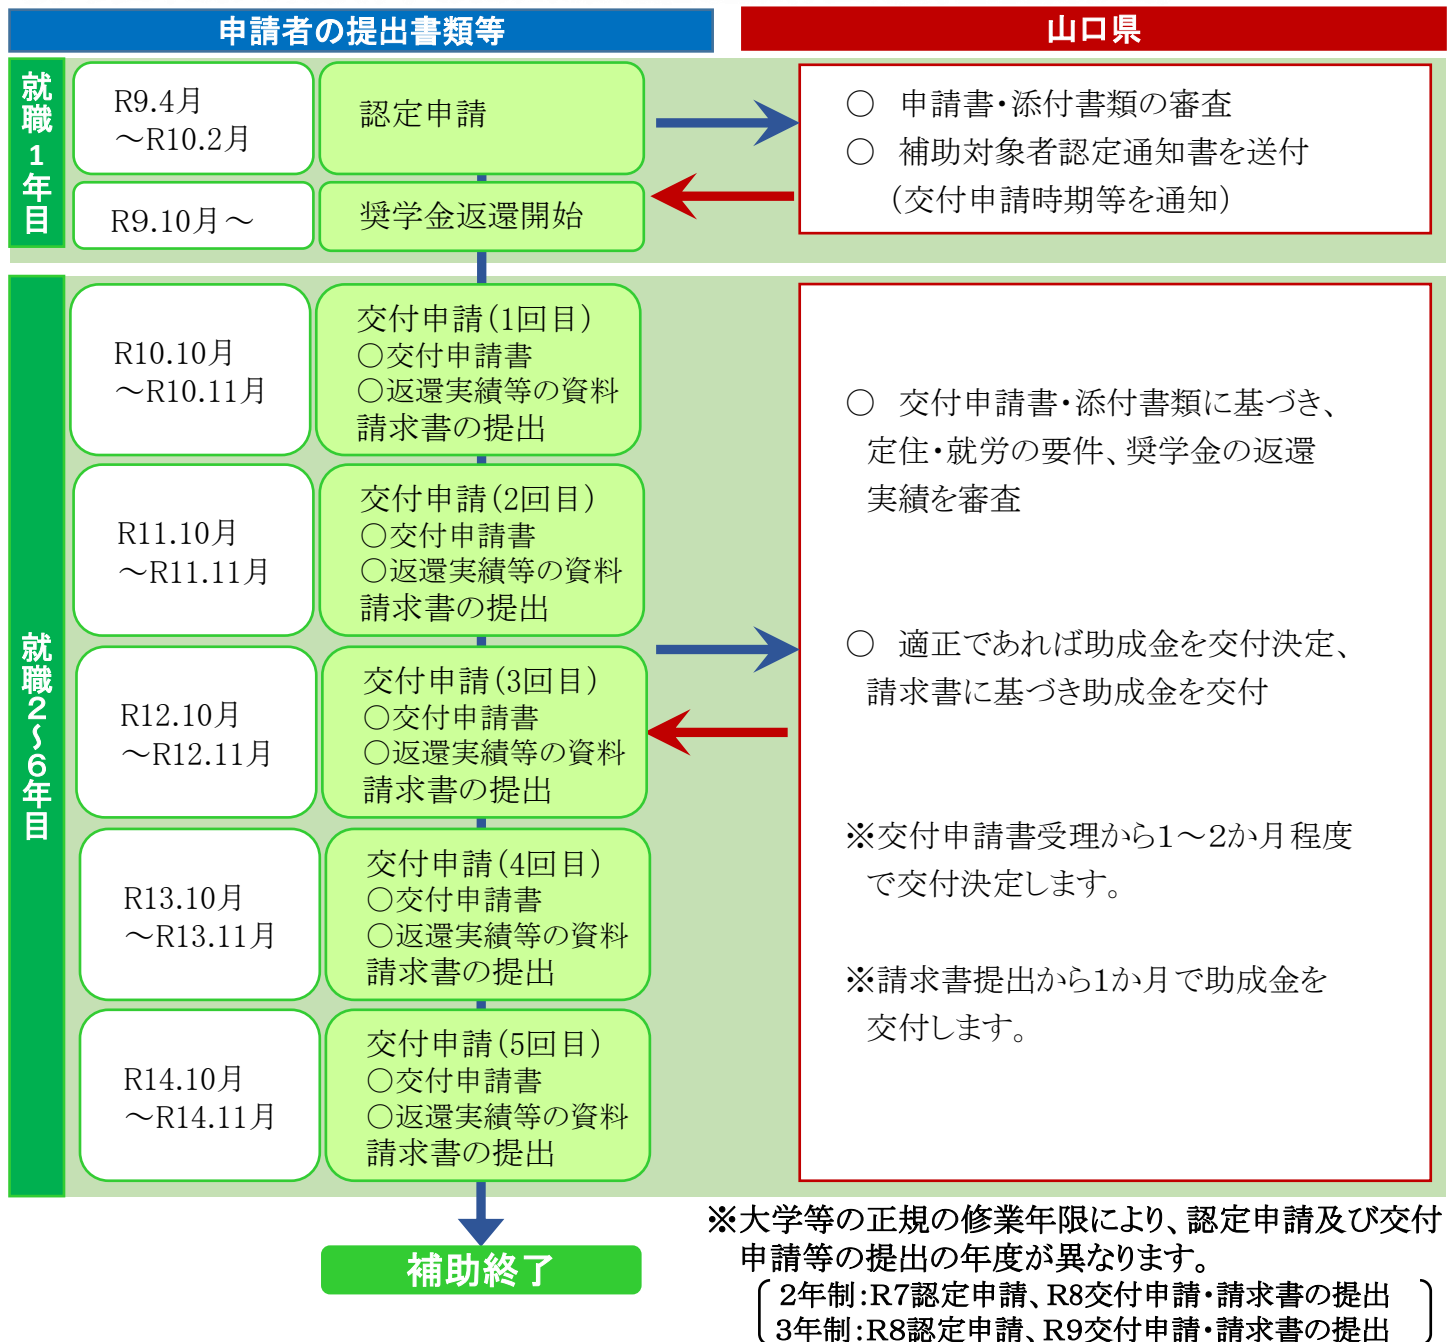 申請者の提出書類等
山口県
就職1年目
R9.4月
～R10.2月
認定申請
○　申請書・添付書類の審査
○　補助対象者認定通知書を送付
（交付申請時期等を通知）
R9.10月～
奨学金返還開始
就職２～６年目
R10.10月
～R10.11月
交付申請（1回目）
○交付申請書
○返還実績等の資料
請求書の提出
R11.10月
～R11.11月
交付申請（2回目）
○交付申請書
○返還実績等の資料
請求書の提出
R12.10月
～R12.11月
交付申請（3回目）
○交付申請書
○返還実績等の資料
請求書の提出
R13.10月
～R13.11月
交付申請（4回目）
○交付申請書
○返還実績等の資料
請求書の提出
R14.10月
～R14.11月
交付申請（5回目）
○交付申請書
○返還実績等の資料
請求書の提出
○　交付申請書・添付書類に基づき、
定住・就労の要件、奨学金の返還
実績を審査
○　適正であれば助成金を交付決定、
請求書に基づき助成金を交付
※交付申請書受理から１～２か月程度
で交付決定します。
※請求書提出から1か月で助成金を
交付します。
補助終了
※大学等の正規の修業年限により、認定申請及び交付
申請等の提出の年度が異なります。
2年制：R7認定申請、R8交付申請・請求書の提出
3年制：R8認定申請、R9交付申請・請求書の提出